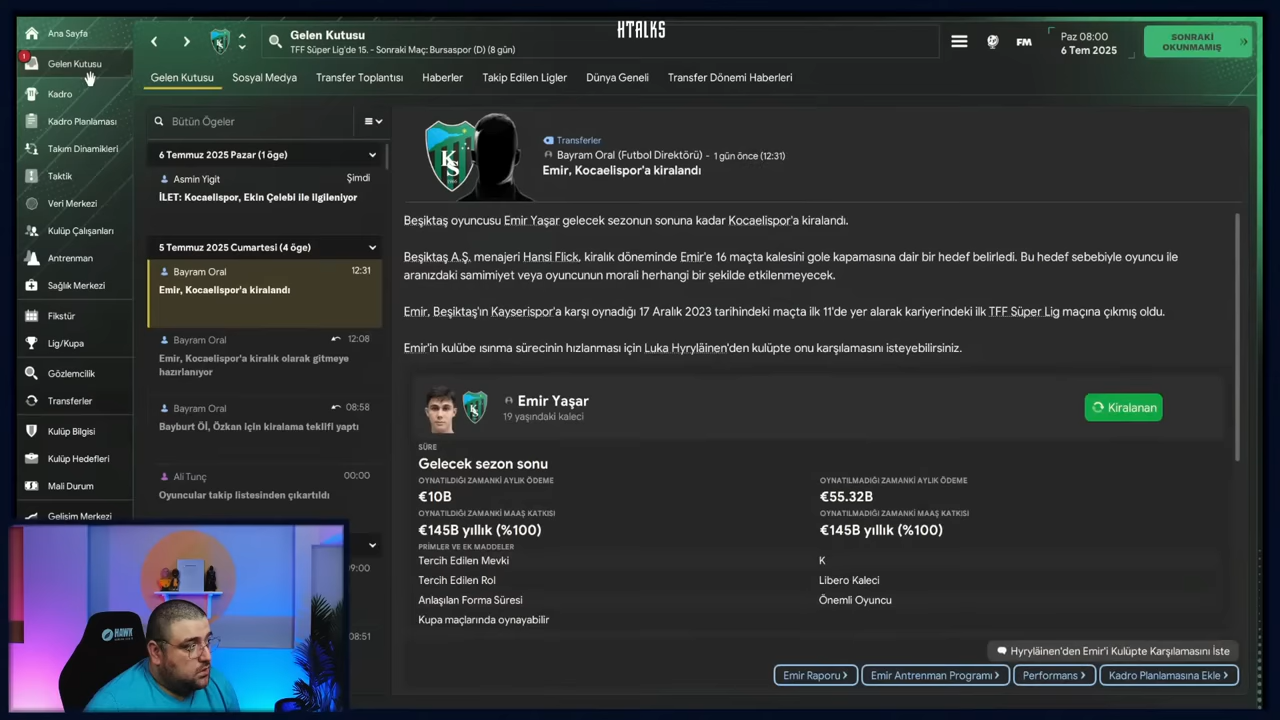 HTALKS
Ana Sayfa
1
Gelen Kutusu
Kadro
Kadro Planlaması
Takım Dinamikleri
Taktik
Veri Merkezi
Kulüp Çalışanları
Antrenman
Sağlık Merkezi
Fikstür
Lig/Kupa
Gözlemcilik
Transferler
Kulüp Bilgisi
Kulüp Hedefleri
Mali Durum
Gelişim Merkezi
Gelen Kutusu
TFF Süper Lig'de 15. - Sonraki Maç: Bursaspor (D) (8 gün)
FM
Paz 08:00
6 Tem 2025
SONRAKİ
OKUNMAMIŞ
Gelen Kutusu
Sosyal Medya
Transfer Toplantısı
Haberler
Takip Edilen Ligler
Dünya Geneli
Transfer Dönemi Haberleri
Bütün Ögeler
6 Temmuz 2025 Pazar (1 öge)
Asmin Yigit
Şimdi
İLET: Kocaelispor, Ekin Çelebi ile ilgileniyor
5 Temmuz 2025 Cumartesi (4 öge)
Bayram Oral
12:31
Emir, Kocaelispor'a kiralandı
Bayram Oral
12:08
Emir, Kocaelispor'a kiralık olarak gitmeye
hazırlanıyor
Bayram Oral
08:58
Bayburt Öİ, Özkan için kiralama teklifi yaptı
Ali Tunç
00:00
Oyuncular takip listesinden çıkartıldı
09:00
08:51
HAWK
KS
Transferler
Bayram Oral (Futbol Direktörü) - 1 gün önce (12:31)
Emir, Kocaelispor'a kiralandı
Beşiktaş oyuncusu Emir Yaşar gelecek sezonun sonuna kadar Kocaelispor'a kiralandı.
Beşiktaş A.Ş. menajeri Hansi Flick, kiralık döneminde Emir'e 16 maçta kalesini gole kapamasına dair bir hedef belirledi. Bu hedef sebebiyle oyuncu ile
aranızdaki samimiyet veya oyuncunun morali herhangi bir şekilde etkilenmeyecek.
Emir, Beşiktaş'ın Kayserispor'a karşı oynadığı 17 Aralık 2023 tarihindeki maçta ilk 11'de yer alarak kariyerindeki ilk TFF Süper Lig maçına çıkmış oldu.
Emir'in kulübe ısınma sürecinin hızlanması için Luka Hyryläinen'den kulüpte onu karşılamasını isteyebilirsiniz.
Emir Yaşar
19 yaşındaki kaleci
Kiralanan
SÜRE
Gelecek sezon sonu
OYNATILDIĞI ZAMANKİ AYLIK ÖDEME
OYNATILMADIĞI ZAMANKİ AYLIK ÖDEME
€10B
€55.32B
OYNATILDIĞI ZAMANKİ MAAŞ KATKISI
OYNATILMADIĞI ZAMANKİ MAAŞ KATKISI
€145B yıllık (%100)
€145B yıllık (%100)
PRİMLER VE EK MADDELER
Tercih Edilen Mevki
K
Tercih Edilen Rol
Libero Kaleci
Anlaşılan Forma Süresi
Önemli Oyuncu
Kupa maçlarında oynayabilir
Hyryläinen'den Emir'i Kulüpte Karşılamasını İste
Emir Raporu
Emir Antrenman Programı
Performans
Kadro Planlamasına Ekle